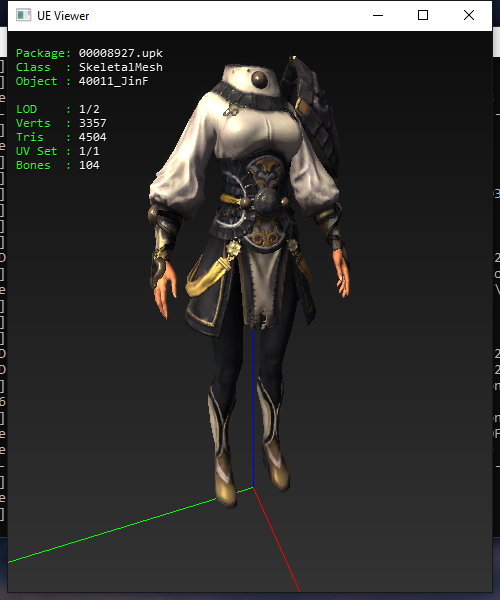 UE Viewer
Package: 00008927.upk
Class : SkeletalMesh
Object : 40011_JinF
LOD : 1/2
Verts : 3357
Tris : 4504
UV Set : 1/1
Bones : 104